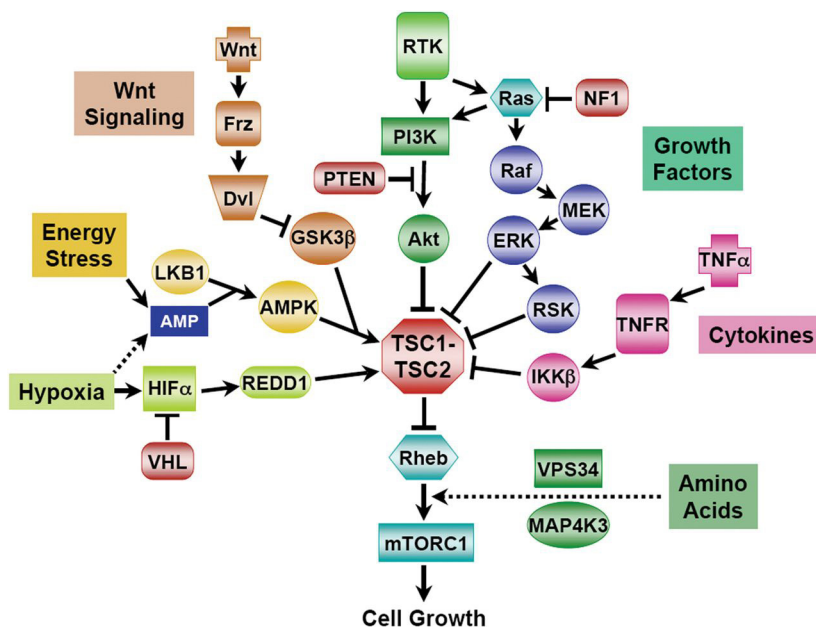 Wnt
RTK
Wnt
Signaling
Ras
NF1
Frz
PI3K
Growth
Factors
Raf
PTEN
Dvl
MEK
Energy
Stress
GSK3β
Akt
ERK
TNFα
LKB1
AMPK
AMP
RSK
TNFR
Cytokines
TSC1-
TSC2
IKKβ
Hypoxia
HIFα
REDD1
VHL
Rheb
VPS34
Amino
Acids
MAP4K3
mTORC1
Cell Growth